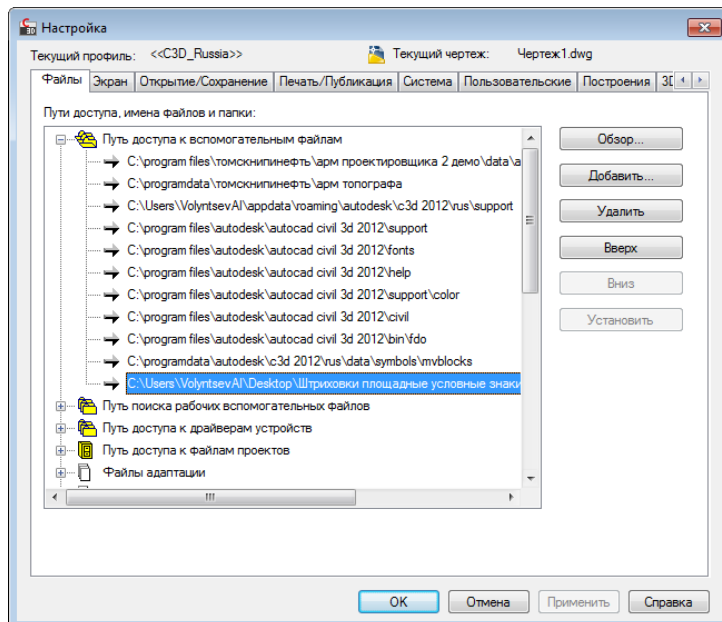 Настройка
Текущий профиль: <<C3D_Russia>> Текущий чертеж: Чертеж1.dwg
Файлы Экран Открытие/Сохранение Печать/Публикация Система Пользовательские Построения 3D
Пути доступа, имена файлов и папки:
Путь доступа к вспомогательным файлам
C:\program files\томскнипинефть\арм проектировщика 2 демо\data\a
C:\programdata\томскнипинефть\арм топографа
C:\Users\VolyntsevAI\appdata\roaming\autodesk\c3d 2012\rus\support
C:\program files\autodesk\autocad civil 3d 2012\support
C:\program files\autodesk\autocad civil 3d 2012\fonts
C:\program files\autodesk\autocad civil 3d 2012\help
C:\program files\autodesk\autocad civil 3d 2012\support\color
C:\program files\autodesk\autocad civil 3d 2012\civil
C:\program files\autodesk\autocad civil 3d 2012\bin\fdo
C:\programdata\autodesk\c3d 2012\rus\data\symbols\mvblocks
C:\Users\VolyntsevAI\Desktop\Штриховки площадные условные знаки
Путь поиска рабочих вспомогательных файлов
Путь доступа к драйверам устройств
Путь доступа к файлам проектов
Файлы адаптации
Обзор...
Добавить...
Удалить
Вверх
Вниз
Установить
OK Отмена Применить Справка